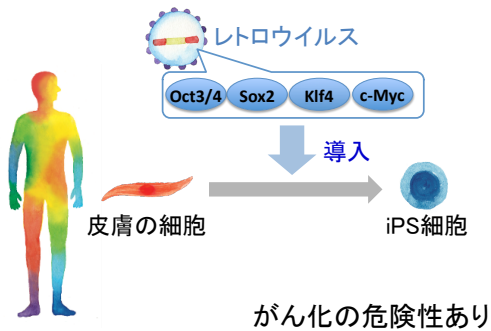 レトロウイルス
Oct3/4 Sox2 Klf4 c-Myc
導入
皮膚の細胞
iPS細胞
がん化の危険性あり